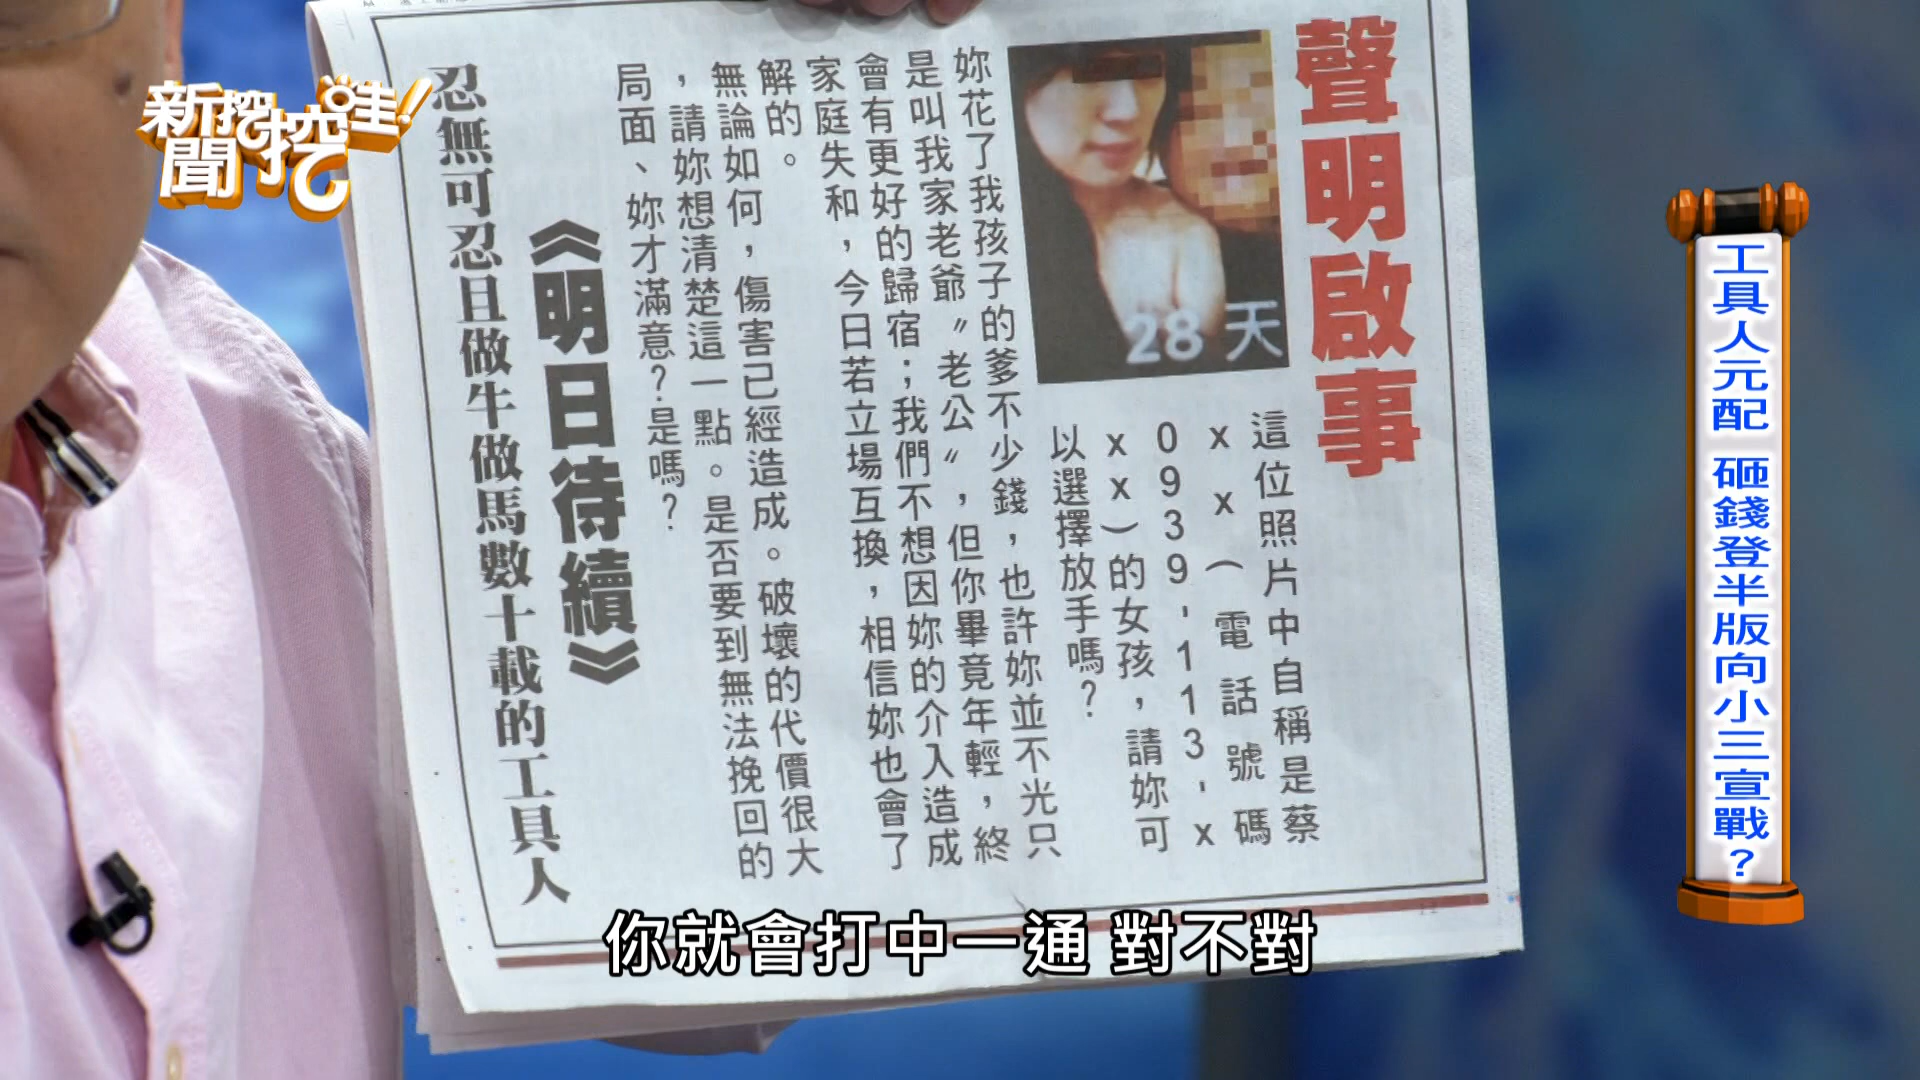 新聞挖挖哇!
聲明啟事
28天
這位照片中自稱是蔡
xx(電話號碼
0939,113,x
xx)的女孩,請妳可
以選擇放手嗎?
妳花了我孩子的爹不少錢,也許妳並不光只
是叫我家老爺〝老公〞,但你畢竟年輕,終
會有更好的歸宿;我們不想因妳的介入造成
家庭失和,今日若立場互換,相信妳也會了
解的。
無論如何,傷害已經造成。破壞的代價很大
,請妳想清楚這一點。是否要到無法挽回的
局面、妳才滿意?是嗎?
《明日待續》
忍無可忍且做牛做馬數十載的工具人
工具人元配 砸錢登半版向小三宣戰?
你就會打中一通 對不對